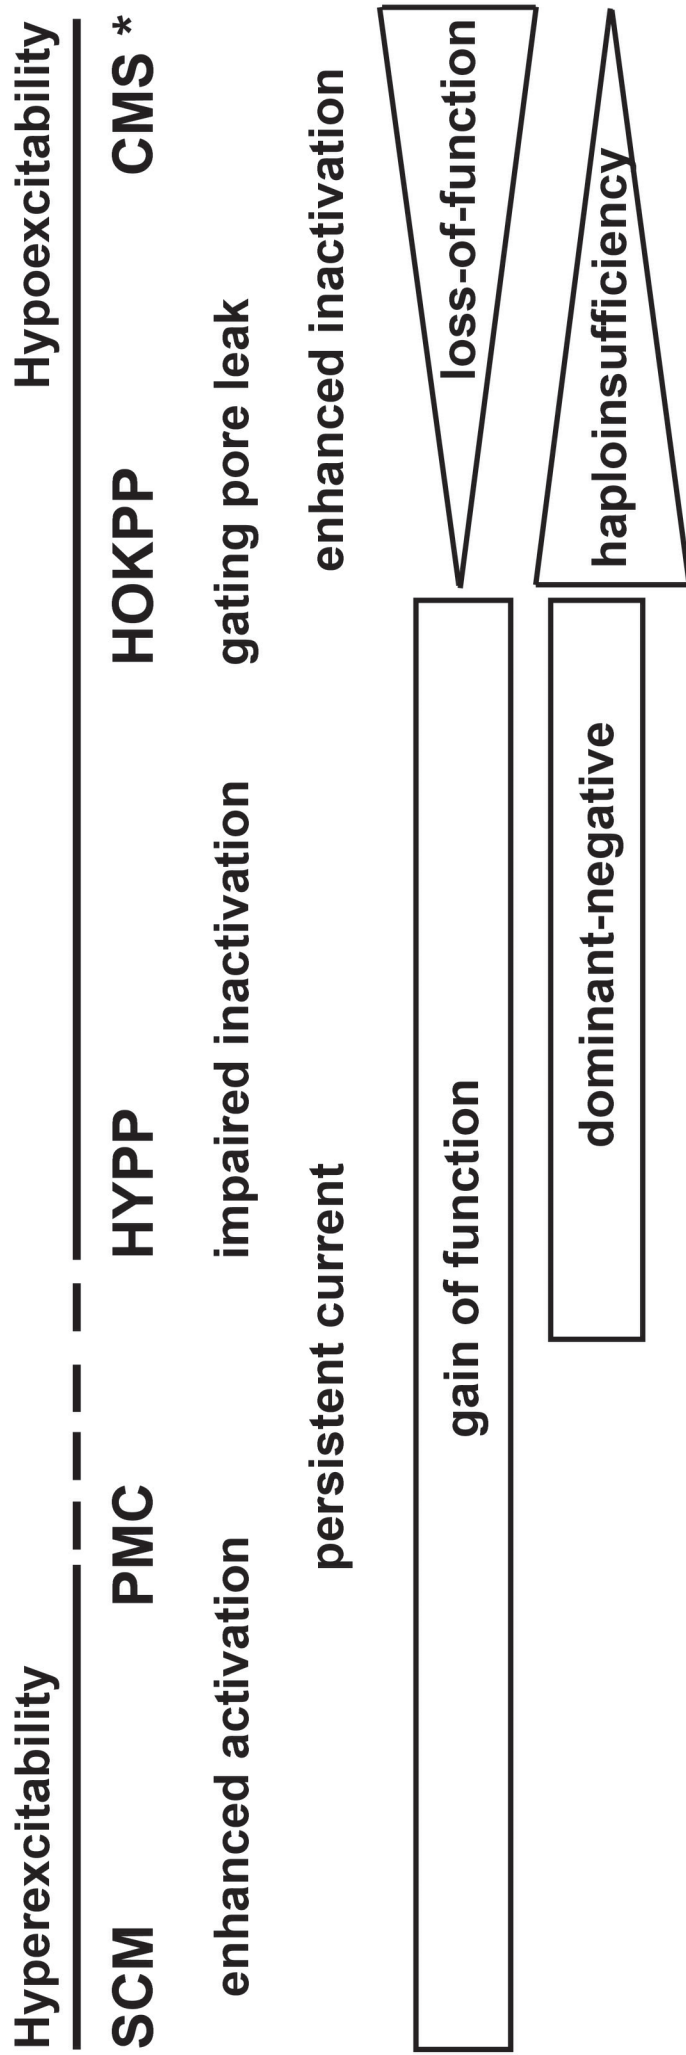 Hyperexcitability Hypoexcitability
SCM PMC HYPP HOKPP CMS *
enhanced activation impaired inactivation gating pore leak
persistent current enhanced inactivation
gain of function loss-of-function
dominant-negative haploinsufficiency